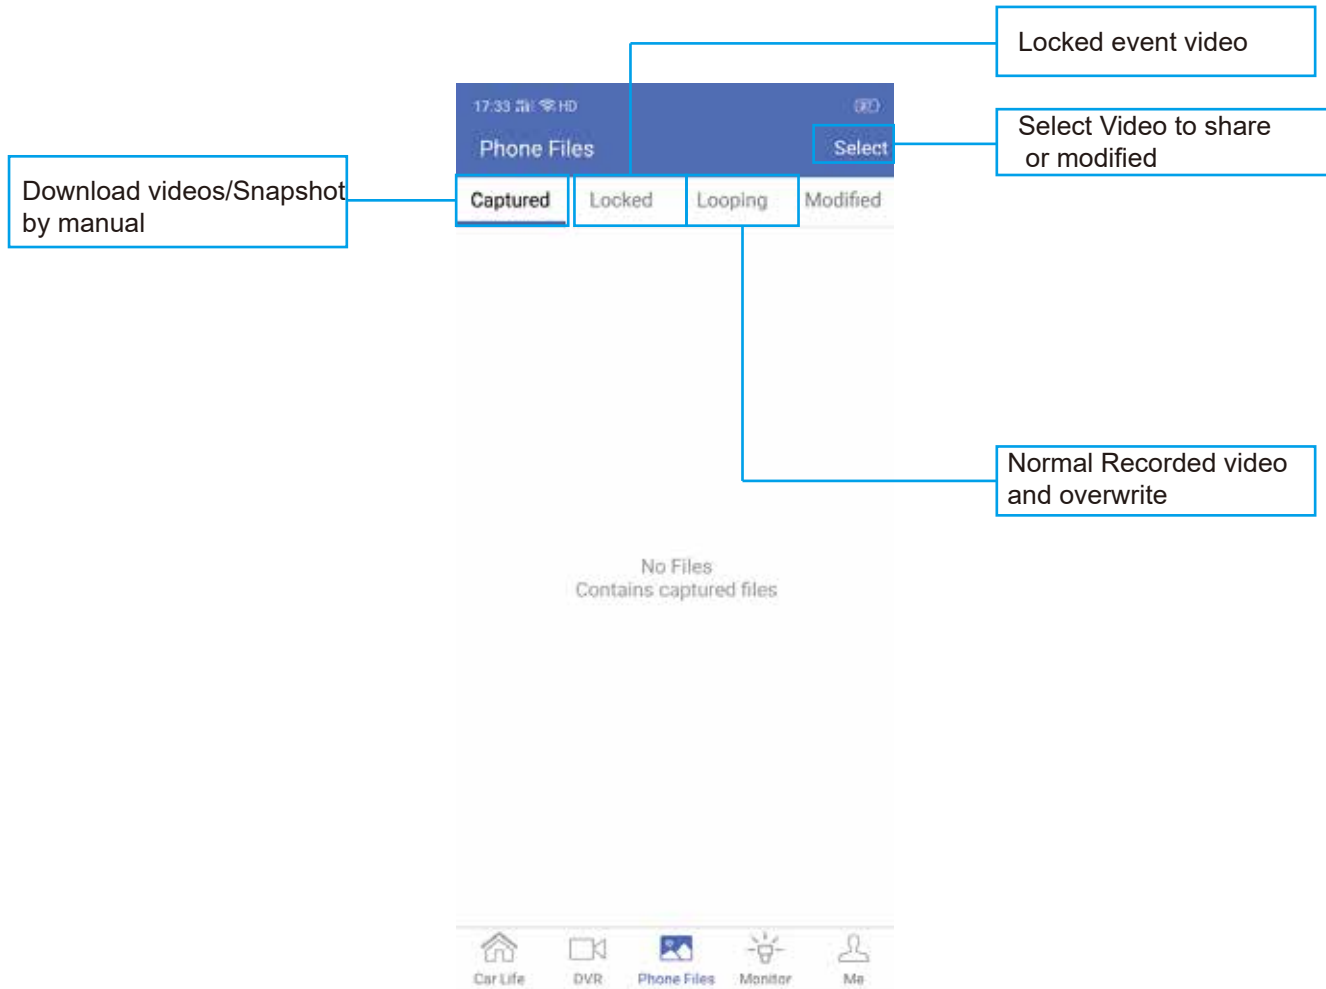 Locked event video
17:33 HD
Select Video to share
or modified
Phone Files
Select
Download videos/Snapshot
by manual
Captured Locked Looping Modified
Normal Recorded video
and overwrite
No Files
Contains captured files
Car Life DVR Phone Files Monitor Me